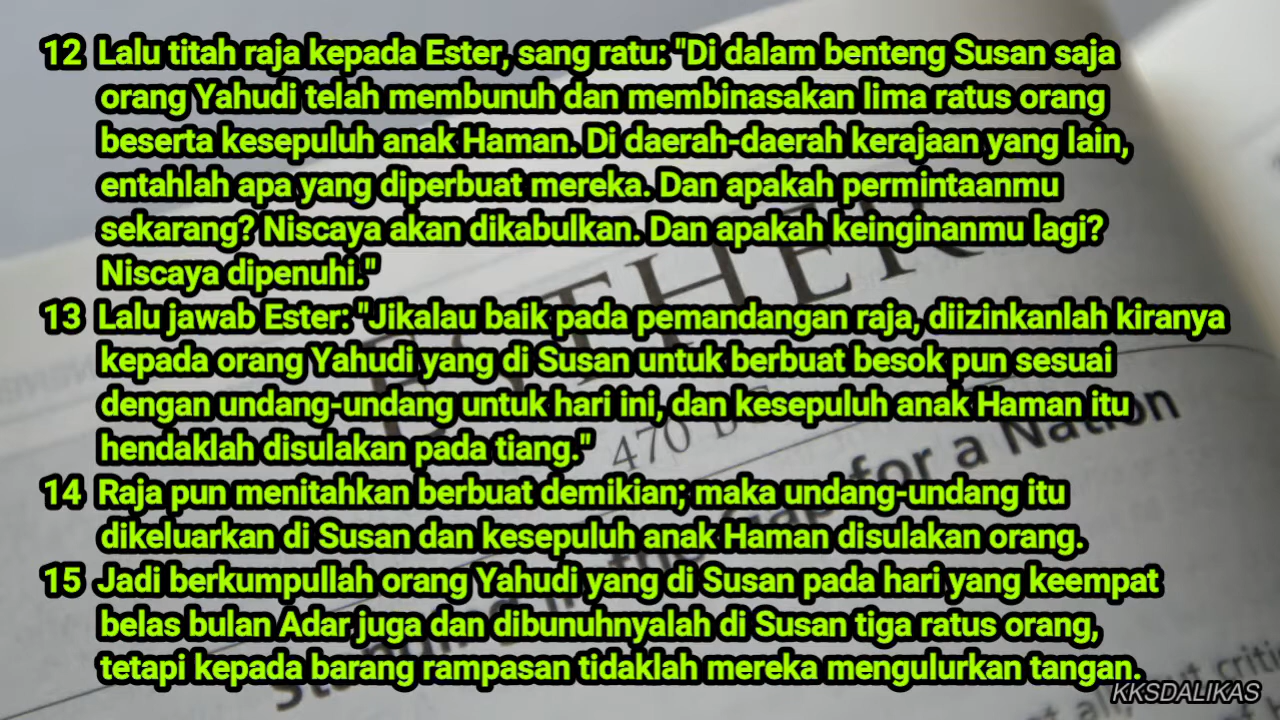 12 Lalu titah raja kepada Ester, sang ratu: "Di dalam benteng Susan saja
orang Yahudi telah membunuh dan membinasakan lima ratus orang
beserta kesepuluh anak Haman. Di daerah-daerah kerajaan yang lain,
entahlah apa yang diperbuat mereka. Dan apakah permintaanmu
sekarang? Niscaya akan dikabulkan. Dan apakah keinginanmu lagi?
Niscaya dipenuhi."
13 Lalu jawab Ester: "Jikalau baik pada pemandangan raja, diizinkanlah kiranya
kepada orang Yahudi yang di Susan untuk berbuat besok pun sesuai
dengan undang-undang untuk hari ini, dan kesepuluh anak Haman itu
hendaklah disulakan pada tiang."
14 Raja pun menitahkan berbuat demikian; maka undang-undang itu
dikeluarkan di Susan dan kesepuluh anak Haman disulakan orang.
15 Jadi berkumpullah orang Yahudi yang di Susan pada hari yang keempat
belas bulan Adar juga dan dibunuhnyalah di Susan tiga ratus orang,
tetapi kepada barang rampasan tidaklah mereka mengulurkan tangan.
ESTHER
470 B
in the Gap for a Nation
KKSDALIKAS